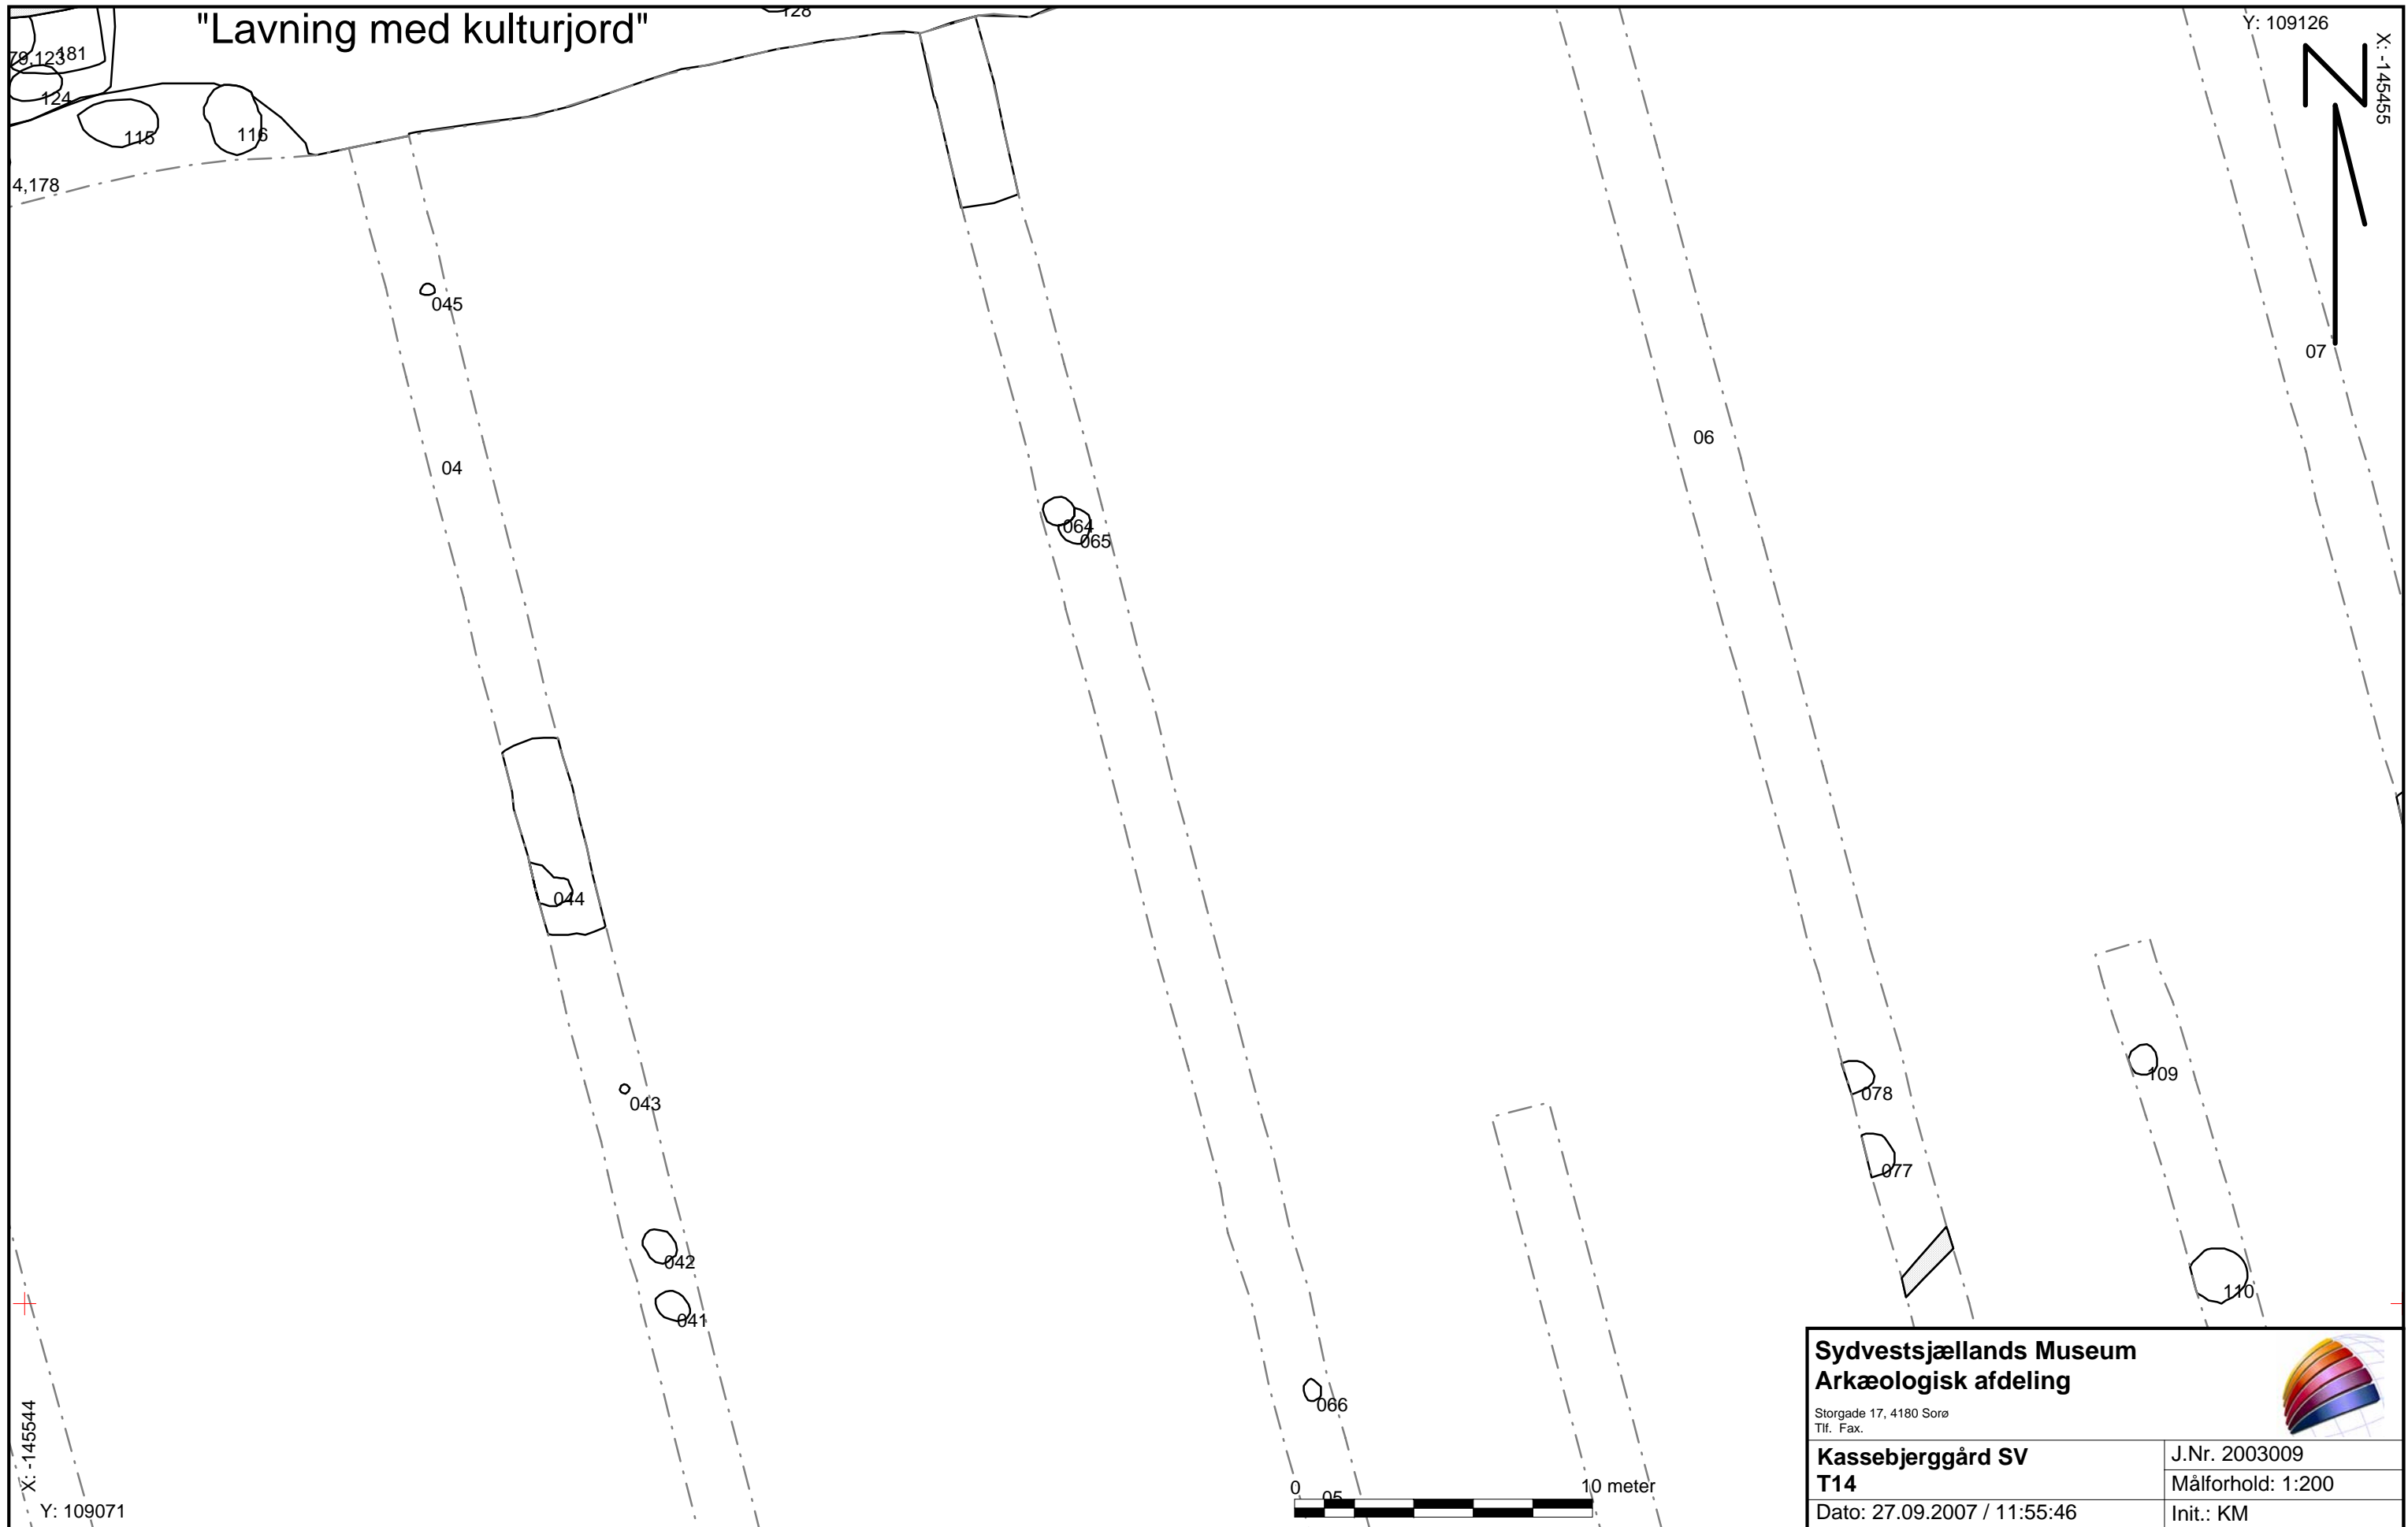 "Lavning med kulturjord"
128
Y: 109126
X: -145455
79,123
181
124
115
116
4,178
045
07
06
04
064
065
044
078
109
043
077
042
110
041
066
X: -145544
Y: 109071
0
05
10 meter
Sydvestsjællands Museum
Arkæologisk afdeling
Storgade 17, 4180 Sorø
Tlf. Fax.
Kassebjerggård SV
T14
J.Nr. 2003009
Målforhold: 1:200
Dato: 27.09.2007 / 11:55:46
Init.: KM